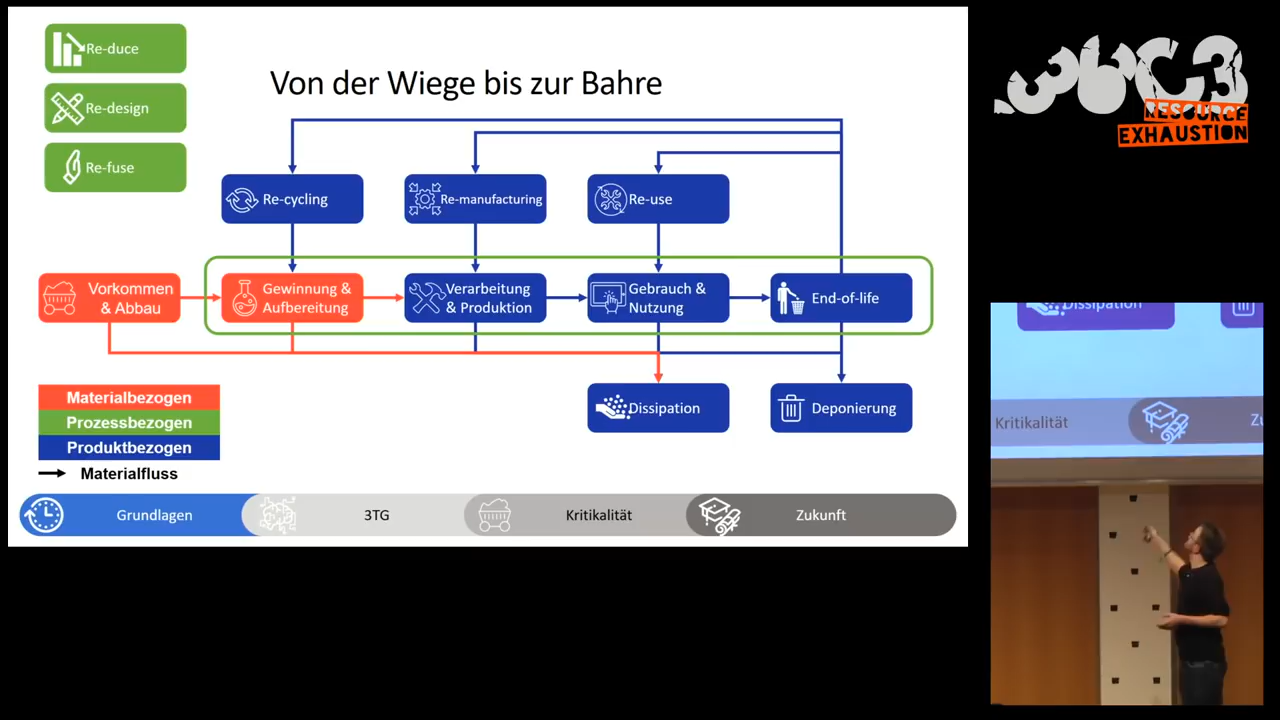 Re-duce
Re-design
Re-fuse
Von der Wiege bis zur Bahre
Re-cycling
Re-manufacturing
Re-use
Vorkommen
& Abbau
Gewinnung &
Aufbereitung
Verarbeitung
& Produktion
Gebrauch &
Nutzung
End-of-life
Dissipation
Deponierung
Materialbezogen
Prozessbezogen
Produktbezogen
Materialfluss
Grundlagen
3TG
Kritikalität
Zukunft
36C3
RESOURCE
EXHAUSTION
Dissipation
Kritikalität